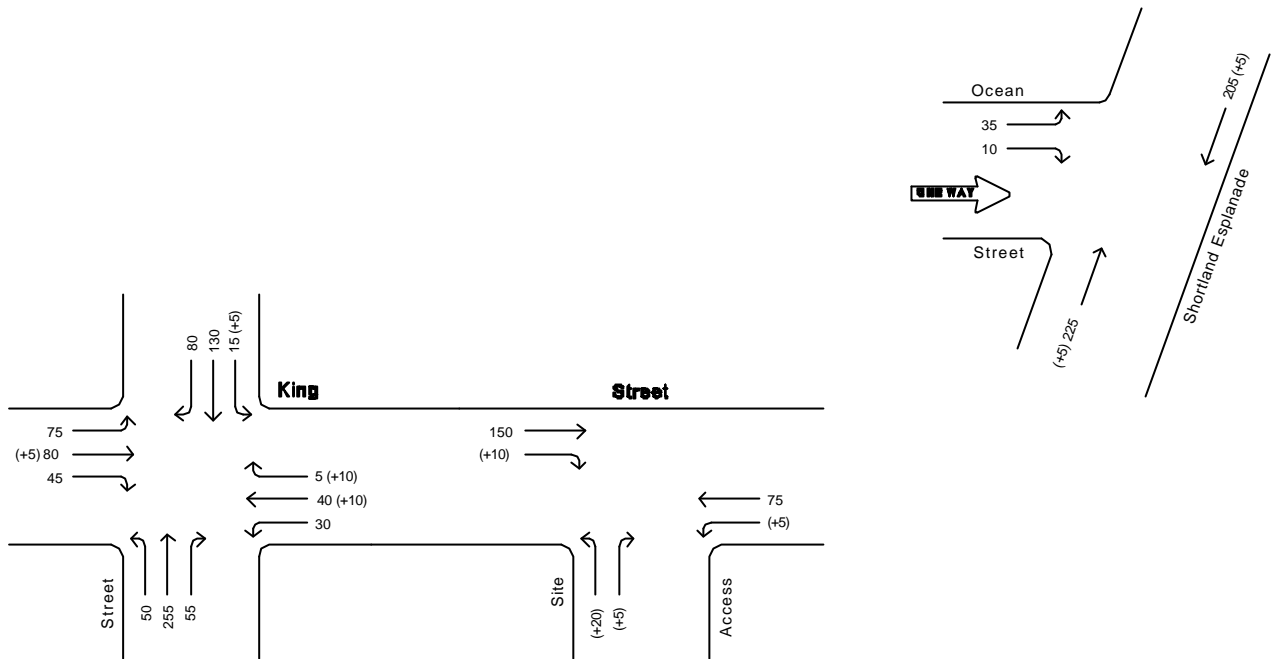 Ocean
35
10
ONE WAY
Street
205 (+5)
Shortland Esplanade
(+5) 225
80
130
15 (+5)
King Street
75
(+5) 80
45
5 (+10)
40 (+10)
30
150
(+10)
75
(+5)
Street
50
255
55
Site
(+20)
(+5)
Access